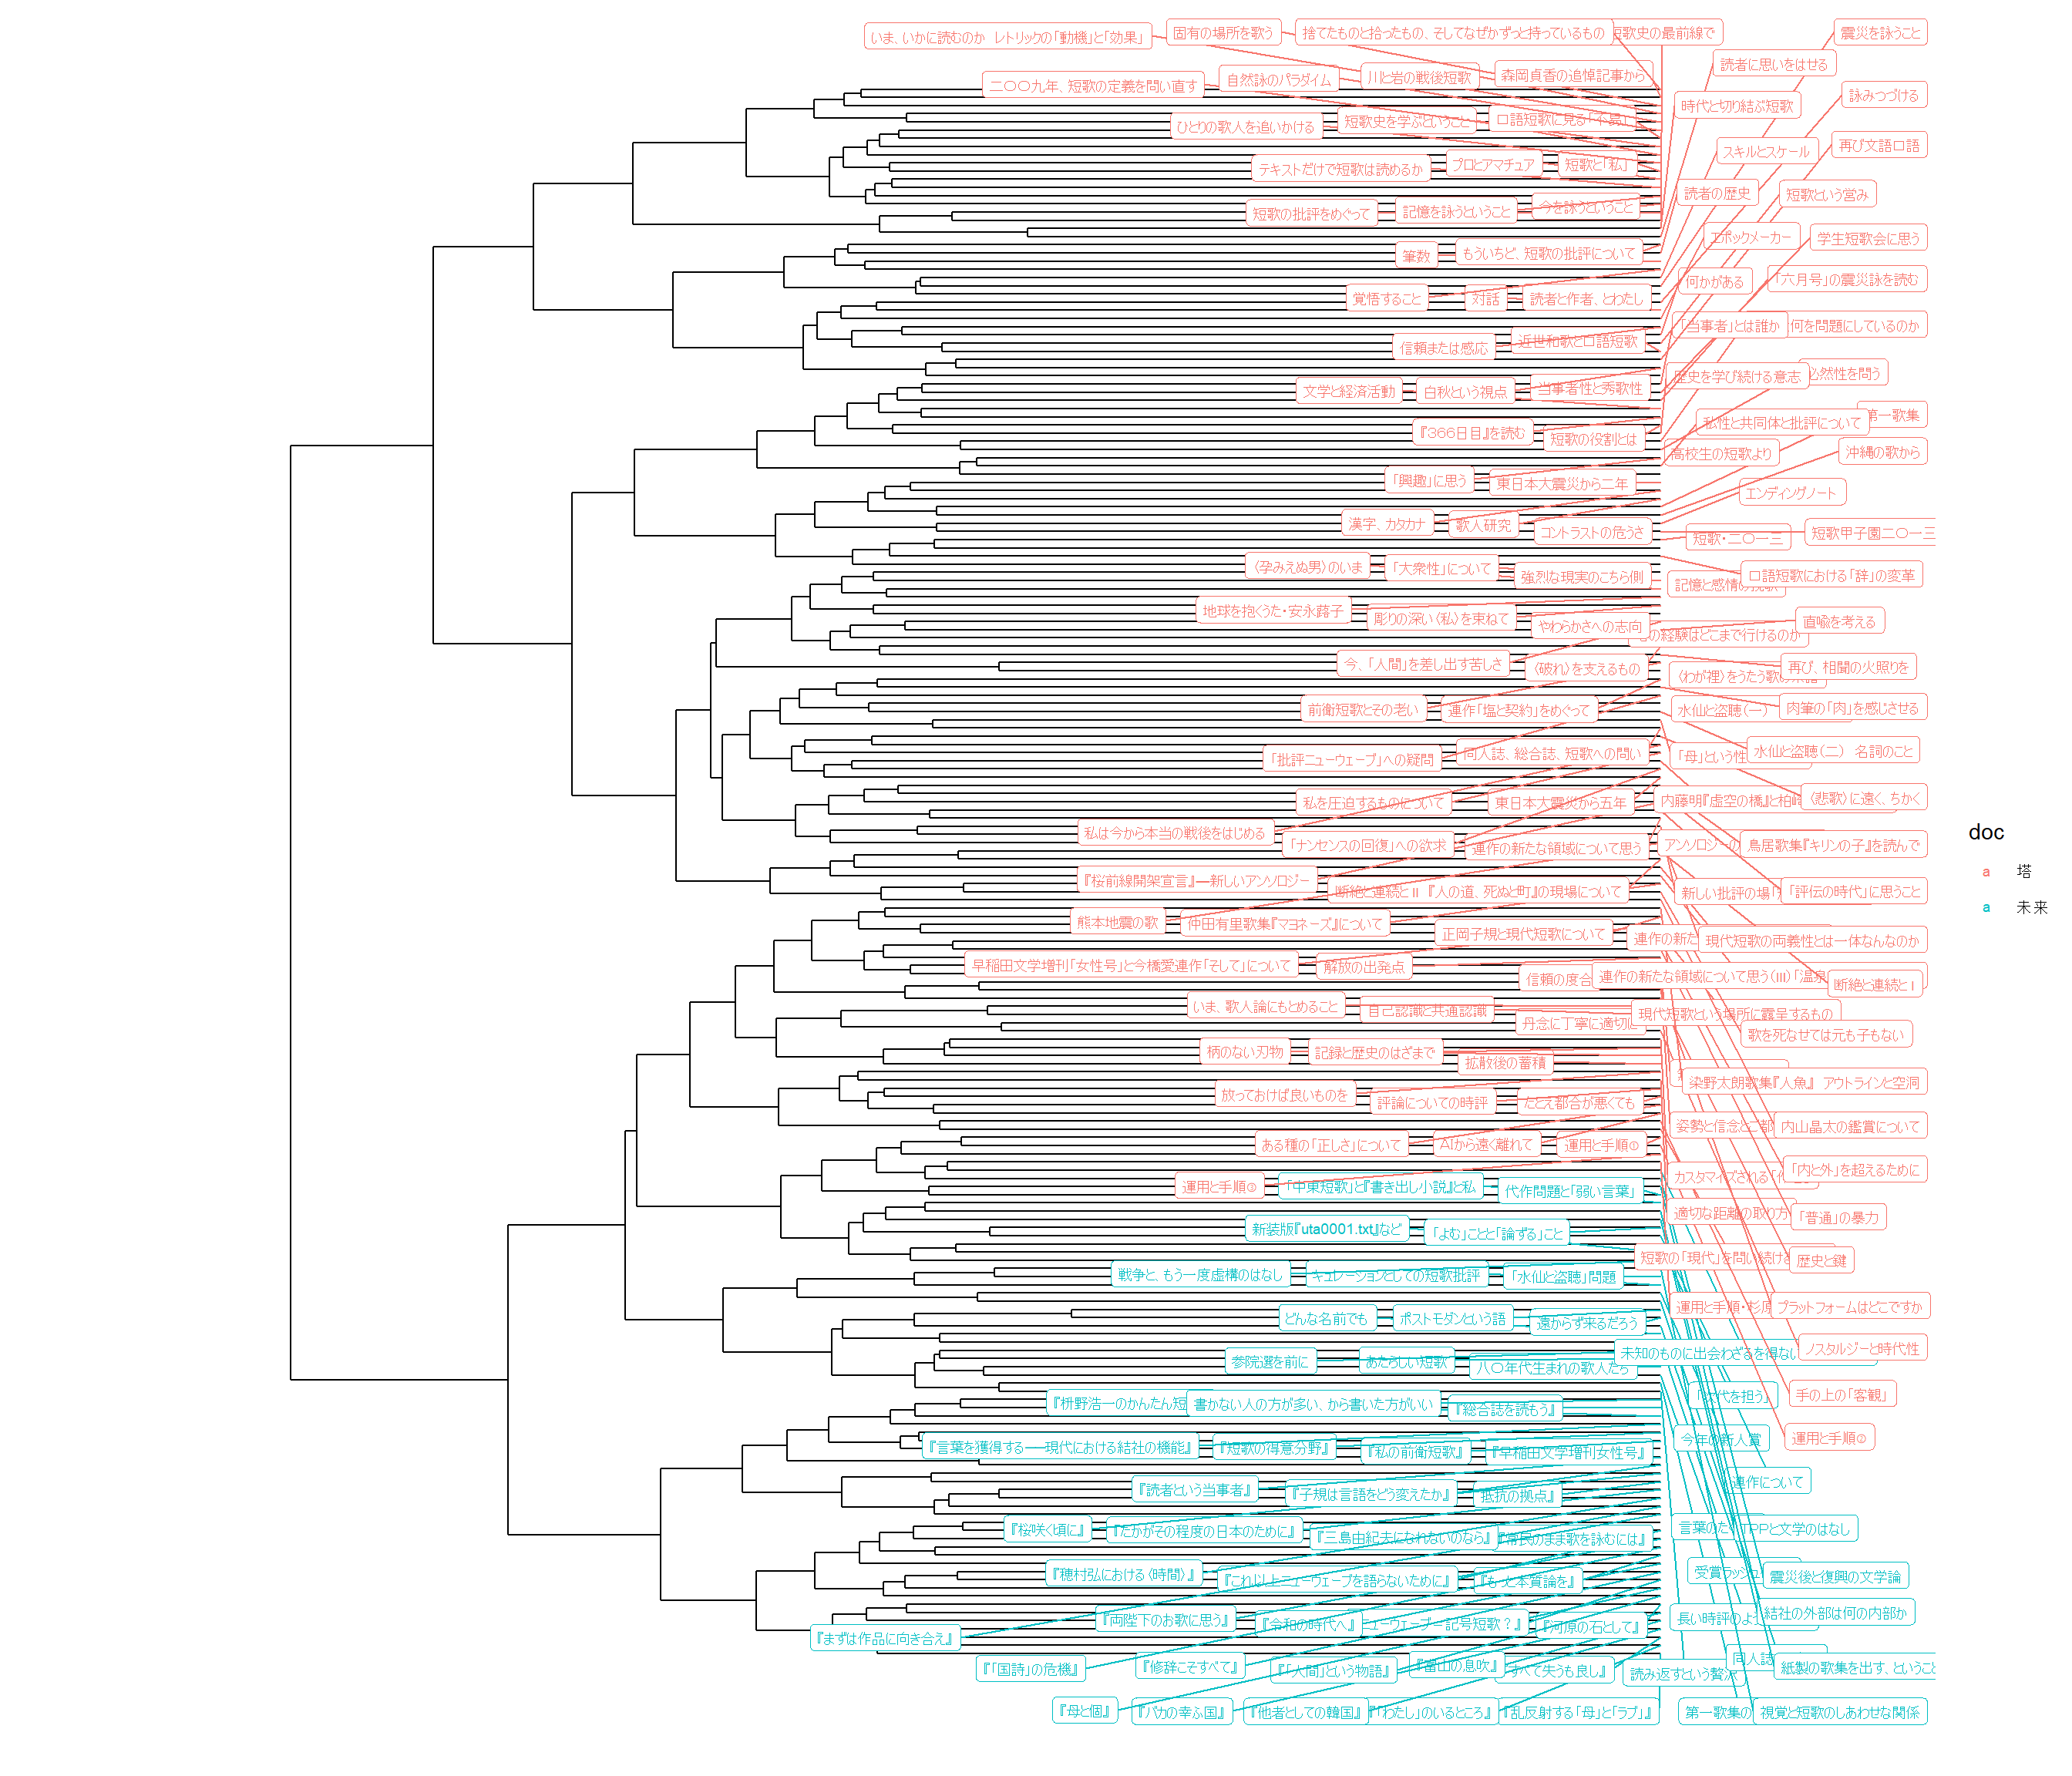 いま、いかに読むのか レトリックの「動機」と「効果」
固有の場所を歌う
捨てたものと拾ったもの、そしてなぜかずっと持っているもの
短歌史の最前線で
震災を詠うこと
読者に思いをはせる
二〇〇九年、短歌の定義を問い直す
自然詠のパラダイム
川と岩の戦後短歌
森岡貞香の追悼記事から
詠みつづける
時代と切り結ぶ短歌
ひとりの歌人を追いかける
短歌史を学ぶということ
口語短歌に見る「不易」
再び文語口語
スキルとスケール
テキストだけで短歌は読めるか
プロとアマチュア
短歌と「私」
読者の歴史
短歌という営み
短歌の批評をめぐって
記憶を詠うということ
今を詠うということ
エポックメーカー
学生短歌会に思う
筆数
もういちど、短歌の批評について
何かがある
「六月号」の震災詠を読む
覚悟すること
対話
読者と作者、とわたし
「当事者」とは誰か
何を問題にしているのか
信頼または感応
近世和歌と口語短歌
歴史を学び続ける意志
必然性を問う
文学と経済活動
白秋という視点
当事者性と秀歌性
私性と共同体と批評について
第一歌集
『366日目』を読む
短歌の役割とは
高校生の短歌より
沖縄の歌から
「興趣」に思う
東日本大震災から二年
エンディングノート
漢字、カタカナ
歌人研究
コントラストの危うさ
短歌・二〇一三
短歌甲子園二〇一三
〈孕みえぬ男〉のいま
「大衆性」について
強烈な現実のこちら側
記憶と感情の
口語短歌における「辞」の変革
地球を抱くうた・安永蕗子
彫りの深い〈私〉を束ねて
やわらかさへの志向
の経験はどこまで行けるのか
直喩を考える
今、「人間」を差し出す苦しさ
〈破れ〉を支えるもの
〈わが裡〉をうたう歌の
再び、相聞の火照りを
前衛短歌とその老い
連作「塩と契約」をめぐって
水仙と盗聴(一)
肉筆の「肉」を感じさせる
「批評ニューウェーブ」への疑問
同人誌、総合誌、短歌への問い
「母」という性
水仙と盗聴(二) 名詞のこと
私を圧迫するものについて
東日本大震災から五年
内藤明『虚空の橋』と柏崎
〈悲歌〉に遠く、ちかく
私は今から本当の戦後をはじめる
「ナンセンスの回復」への欲求
連作の新たな領域について思う
アンソロジーの
鳥居歌集『キリンの子』を読んで
『桜前線開架宣言』―新しいアンソロジー
断絶と連続とⅡ 『人の道、死ぬと町』の現場について
新しい批評の場「
「評伝の時代」に思うこと
熊本地震の歌
仲田有里歌集『マヨネーズ』について
正岡子規と現代短歌について
連作の新た
現代短歌の両義性とは一体なんなのか
早稲田文学増刊「女性号」と今橋愛連作「そして」について
解放の出発点
信頼の度合
連作の新たな領域について思う(III)「温泉
断絶と連続とⅠ
いま、歌人論にもとめること
自己認識と共通認識
丹念に丁寧に適切に
現代短歌という場所に露呈するもの
歌を死なせては元も子もない
柄のない刃物
記録と歴史のはざまで
拡散後の蓄積
染野太朗歌集『人魚』 アウトラインと空洞
放っておけば良いものを
評論についての時評
たとえ都合が悪くても
姿勢と信念と二都
内山晶太の鑑賞について
ある種の「正しさ」について
AIから遠く離れて
運用と手順①
カスタマイズされる「
「内と外」を超えるために
運用と手順③
「中東短歌」と『書き出し小説』と私
代作問題と「弱い言葉」
適切な距離の取り方
「普通」の暴力
新装版『uta0001.txt』など
「よむ」ことと「論ずる」こと
短歌の「現代」を問い続ける
歴史と鍵
戦争と、もう一度虚構のはなし
キュレーションとしての短歌批評
「水仙と盗聴」問題
運用と手順・杉原
プラットフォームはどこですか
どんな名前でも
ポストモダンという語
遠からず来るだろう
ノスタルジーと時代性
参院選を前に
あたらしい短歌
八〇年代生まれの歌人たち
未知のものに出会わざるを得ない
手の上の「客観」
『枡野浩一のかんたん短
書かない人の方が多い、から書いた方がいい
『総合誌を読もう』
代を担う」
今年の新人賞
運用と手順②
『言葉を獲得する──現代における結社の機能』
『短歌の得意分野』
『私の前衛短歌』
『早稲田文学増刊女性号』
連作について
『読者という当事者』
『子規は言語をどう変えたか』
抵抗の拠点』
『桜咲く頃に』
『たかがその程度の日本のために』
『三島由紀夫になれないのなら』
『常民のまま歌を詠むには』
言葉のた
TPPと文学のはなし
『穂村弘における〈時間〉』
『これ以上ニューウェーブを語らないために』
『もっと本質論を』
受賞ラッシュ
震災後と復興の文学論
『両陛下のお歌に思う』
『令和の時代へ』
ニューウェーブ＝記号短歌？』
『河原の石として』
長い時評のよ
結社の外部は何の内部か
『まずは作品に向き合え』
『「国詩」の危機』
『修辞こそすべて』
『「人間」という物語』
『富山の息吹』
すべて失うも良し』
読み返すという贅沢
同人誌
紙製の歌集を出す、ということ
『母と個』
『バカの幸ふ国』
『他者としての韓国』
『「わたし」のいるところ』
『乱反射する「母」と「ラブ」』
第一歌集の
視覚と短歌のしあわせな関係
doc
a 塔
a 未来